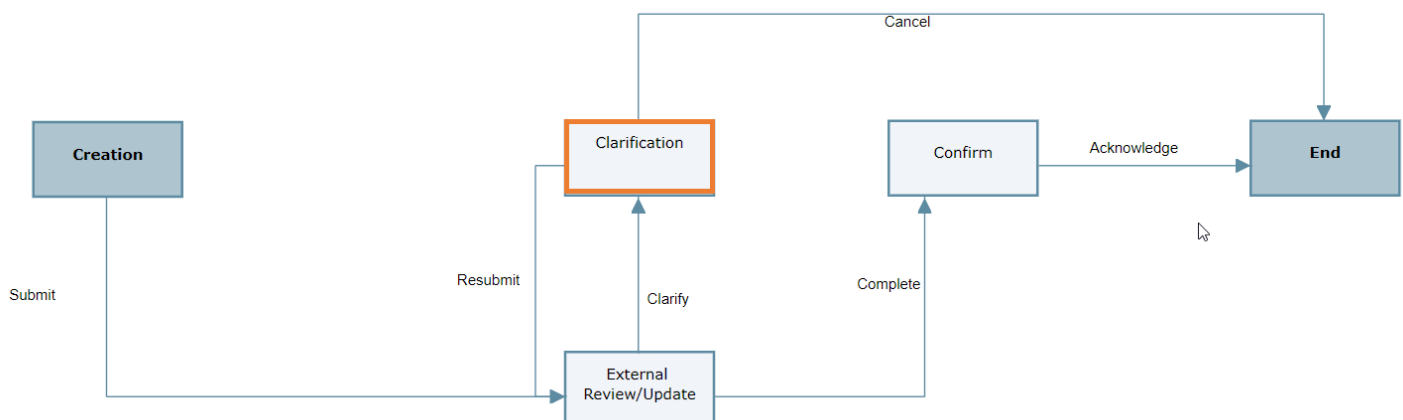 Cancel
Creation
Clarification
Confirm
Acknowledge
End
Submit
Resubmit
Clarify
Complete
External
Review/Update